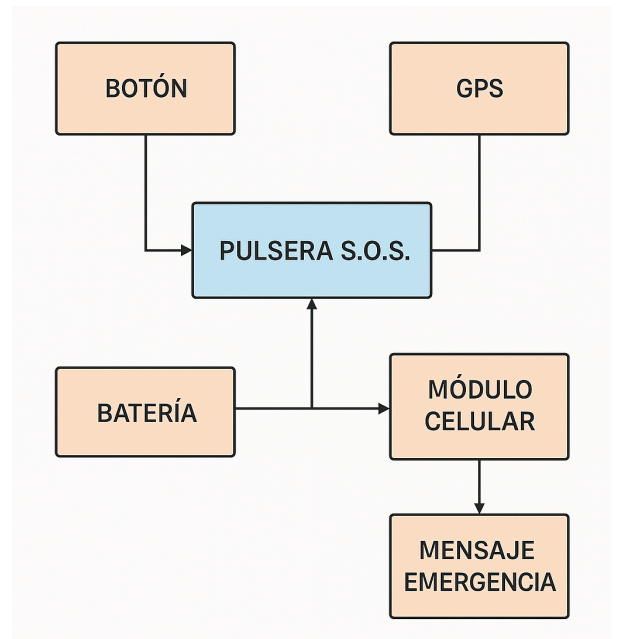 BOTÓN
GPS
PULSERA S.O.S.
BATERÍA
MÓDULO
CELULAR
MENSAJE
EMERGENCIA